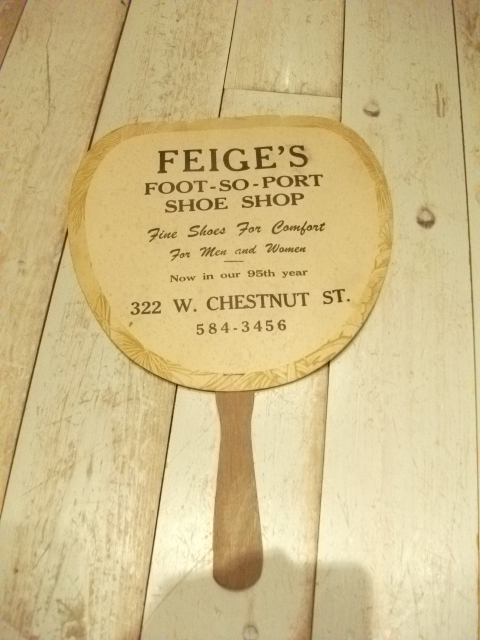 FEIGE'S
FOOT-SO-PORT
SHOE SHOP
Fine Shoes For Comfort
For Men and Women
Now in our 95th year
322 W. CHESTNUT ST.
584-3456